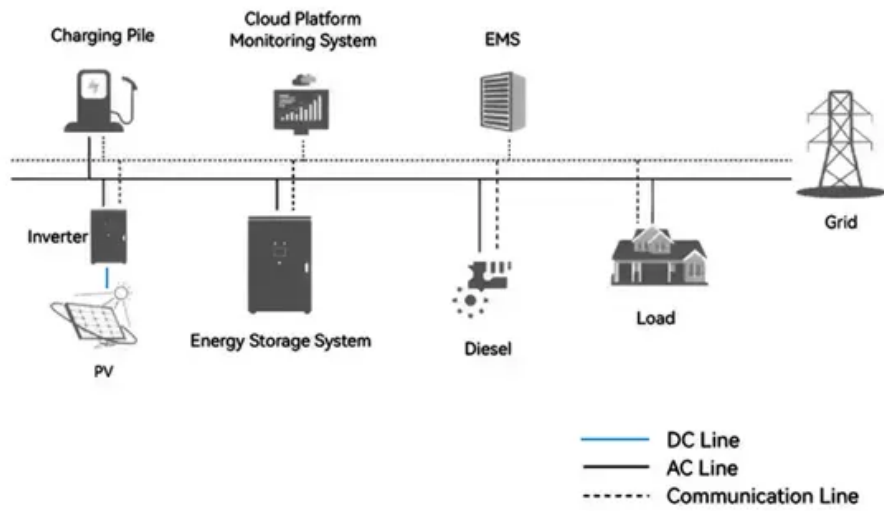 Charging Pile
Cloud Platform
Monitoring System
EMS
Grid
Inverter
Energy Storage System
Load
Diesel
PV
DC Line
AC Line
Communication Line